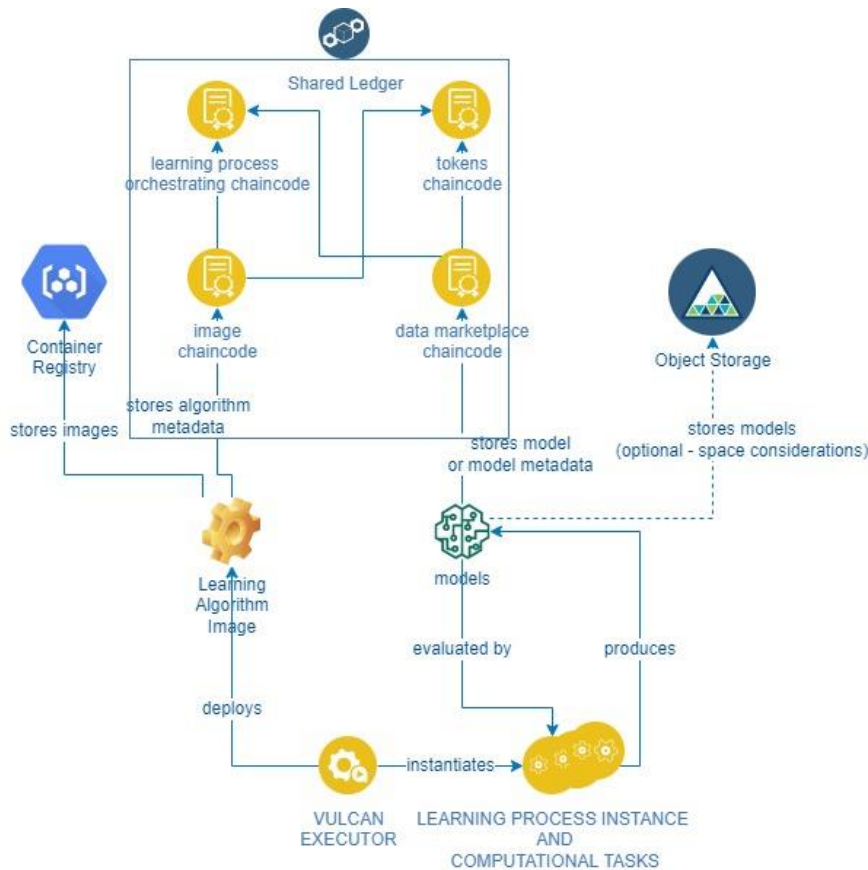 Shared Ledger
learning process
orchestrating chaincode
tokens
chaincode
image
chaincode
data marketplace
chaincode
Container
Registry
Object Storage
stores images
stores algorithm
metadata
stores model
or model metadata
stores models
(optional - space considerations)
Learning
Algorithm
Image
models
evaluated by
produces
deploys
instantiates
VULCAN
EXECUTOR
LEARNING PROCESS INSTANCE
AND
COMPUTATIONAL TASKS